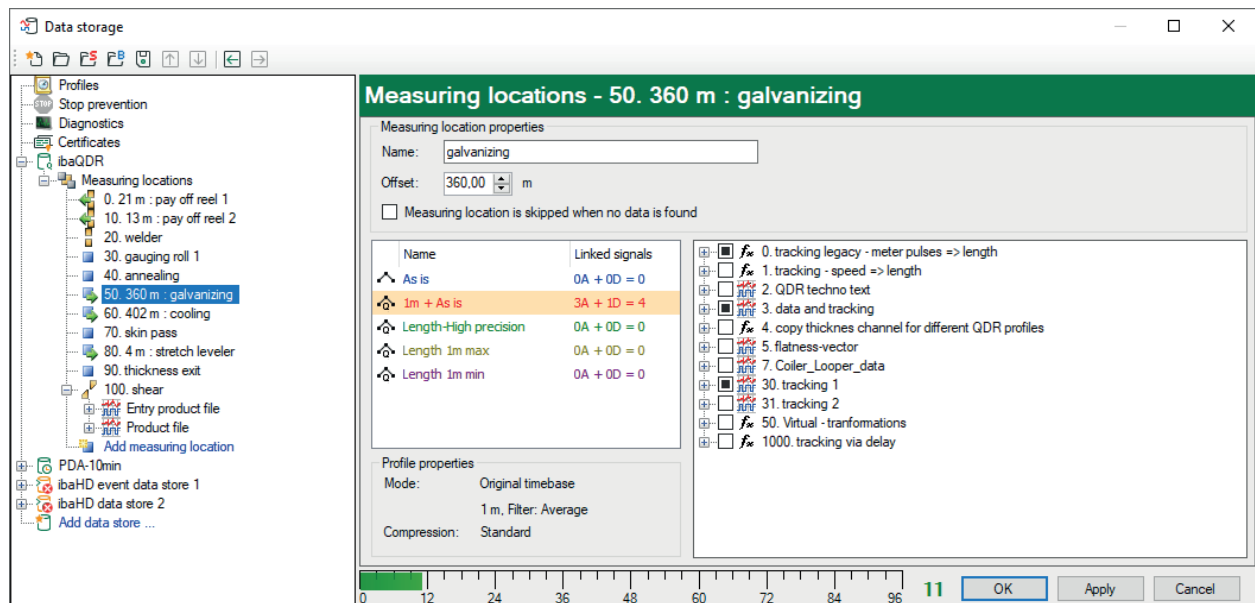 Data storage
Profiles
STOP Stop prevention
Diagnostics
Certificates
ibaQDR
Measuring locations
0. 21 m : pay off reel 1
10. 13 m : pay off reel 2
20. welder
30. gauging roll 1
40. annealing
50. 360 m : galvanizing
60. 402 m : cooling
70. skin pass
80. 4 m : stretch leveler
90. thickness exit
100. shear
Entry product file
Product file
Add measuring location
PDA-10min
ibaHD event data store 1
ibaHD data store 2
Add data store ...
Measuring locations - 50. 360 m : galvanizing
Measuring location properties
Name: galvanizing
Offset: 360,00 m
Measuring location is skipped when no data is found
Name Linked signals
As is 0A + 0D = 0
1m + As is 3A + 1D = 4
Length-High precision 0A + 0D = 0
Length 1m max 0A + 0D = 0
Length 1m min 0A + 0D = 0
Profile properties
Mode: Original timebase
1 m, Filter: Average
Compression: Standard
fx 0. tracking legacy - meter pulses => length
fx 1. tracking - speed => length
2. QDR techno text
3. data and tracking
fx 4. copy thicknes channel for different QDR profiles
5. flatness-vector
7. Coiler_Looper_data
30. tracking 1
31. tracking 2
fx 50. Virtual - tranformations
fx 1000. tracking via delay
0 12 24 36 48 60 72 84 96
11 OK Apply Cancel